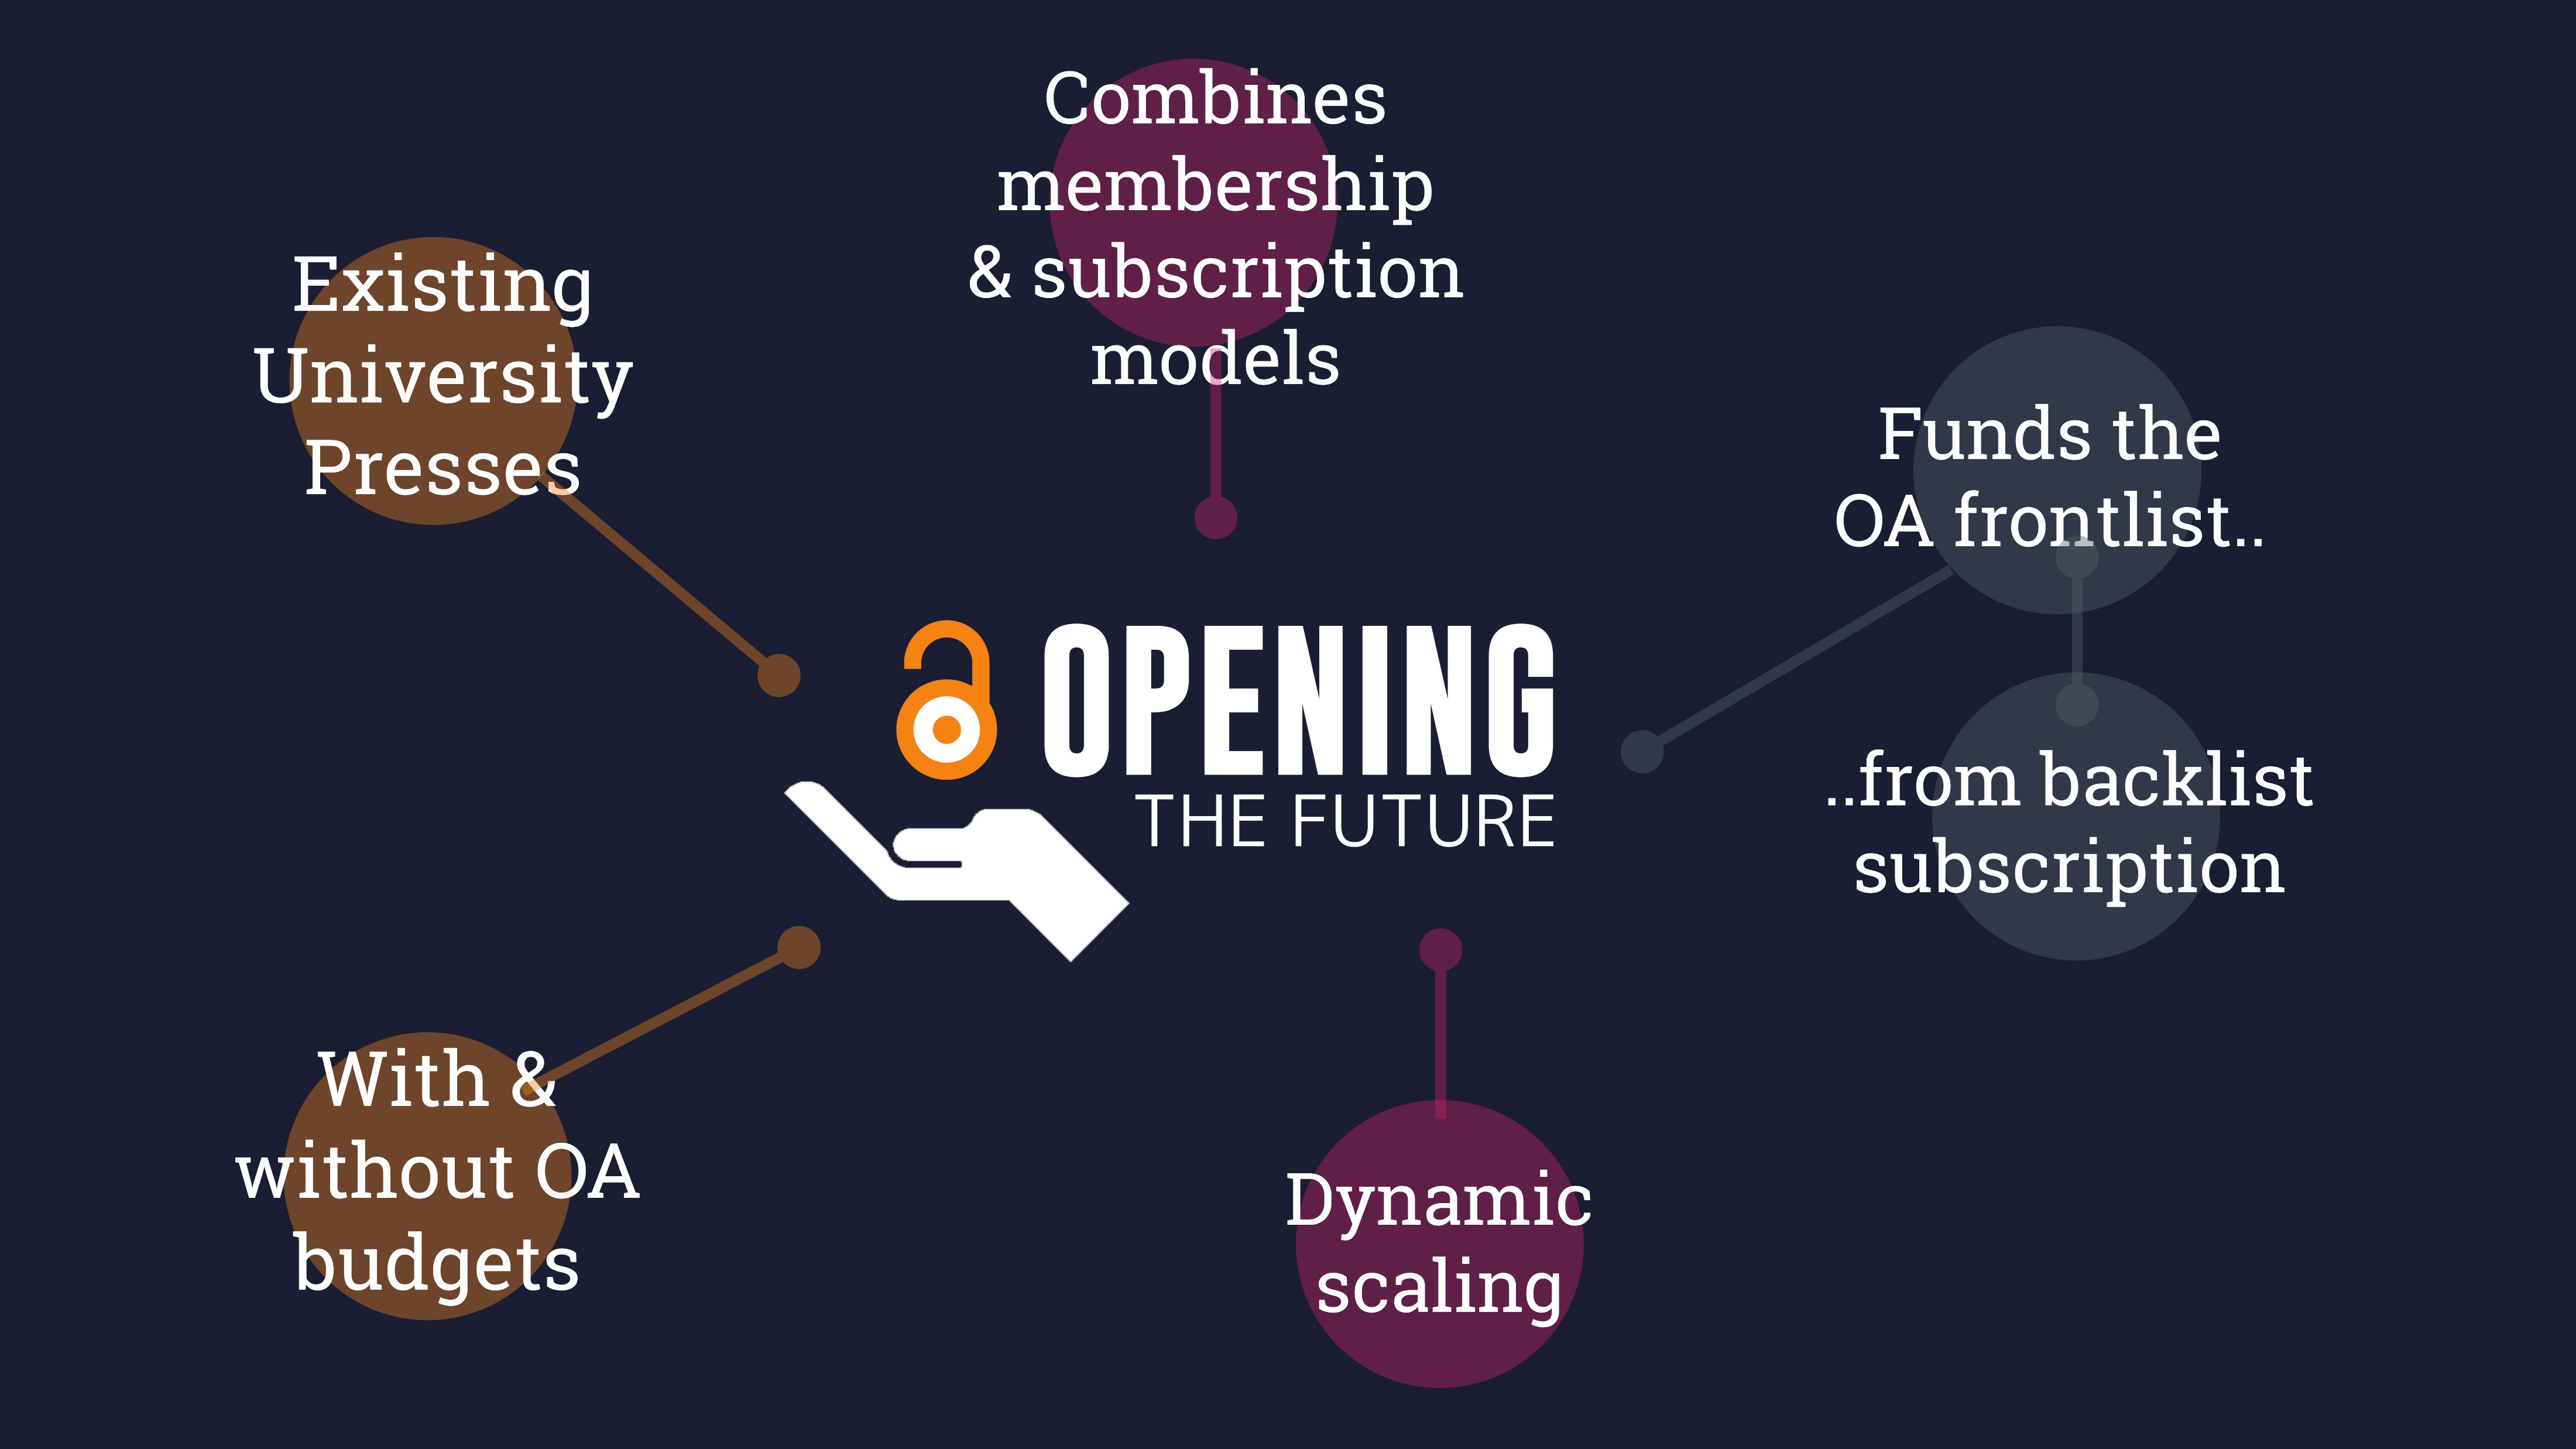 Combines
membership
& subscription
models
Existing
University
Presses
Funds the
OA frontlist..
..from backlist
subscription
OPENING
THE FUTURE
With &
without OA
budgets
Dynamic
scaling